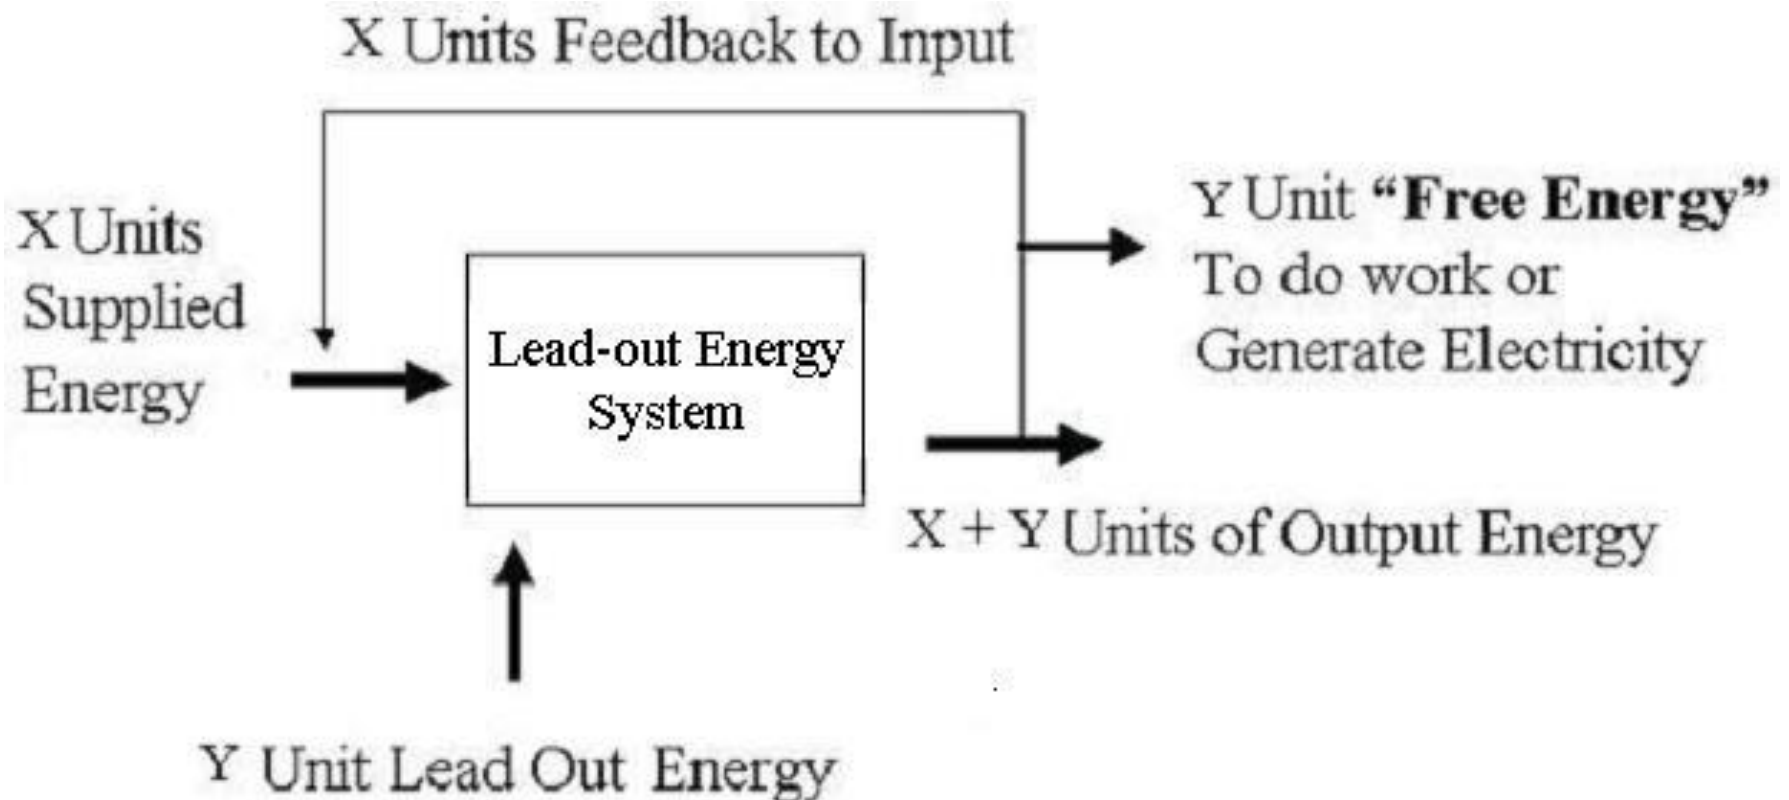 X Units Feedback to Input
X Units
Supplied
Energy
Lead-out Energy
System
Y Unit “Free Energy”
To do work or
Generate Electricity
X + Y Units of Output Energy
Y Unit Lead Out Energy